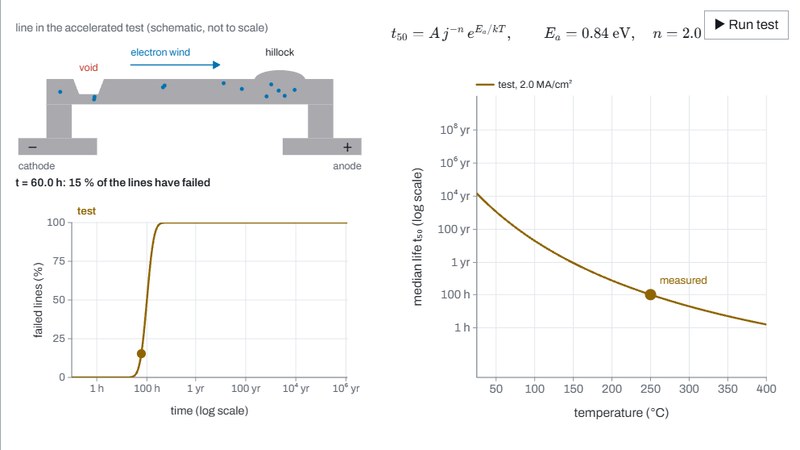 line in the accelerated test (schematic, not to scale)
electron wind
hillock
void
−
+
cathode
anode
t = 60.0 h: 15 % of the lines have failed
test
100
75
50
25
0
failed lines (%)
1 h
100 h
1 yr
100 yr
10⁴ yr
10⁶ yr
time (log scale)
t₅₀ = A j⁻ⁿ e^{Eₐ/kT}, Eₐ = 0.84 eV, n = 2.0
▶ Run test
test, 2.0 MA/cm²
10⁸ yr
10⁶ yr
10⁴ yr
100 yr
1 yr
100 h
1 h
median life t₅₀ (log scale)
measured
50
100
150
200
250
300
350
400
temperature (°C)